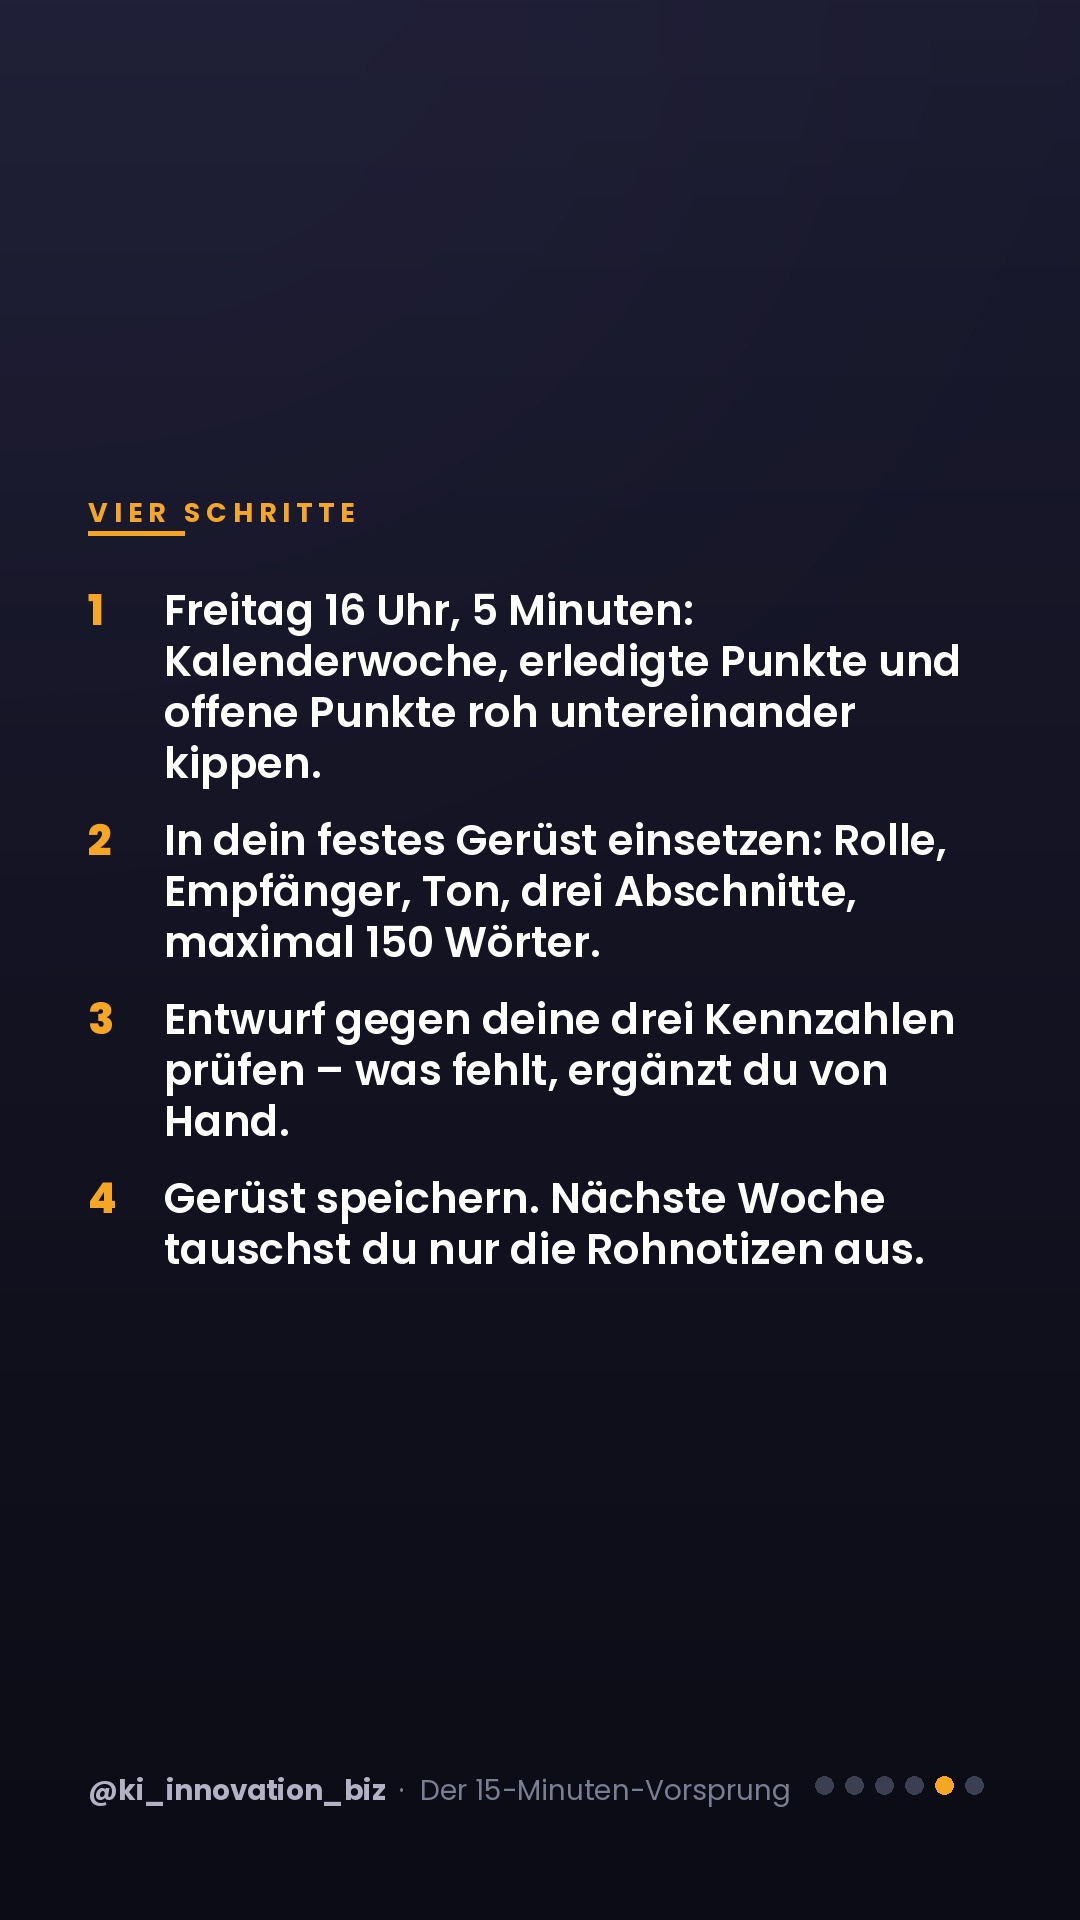 VIER SCHRITTE
1 Freitag 16 Uhr, 5 Minuten:
Kalenderwoche, erledigte Punkte und
offene Punkte roh untereinander
kippen.
2 In dein festes Gerüst einsetzen: Rolle,
Empfänger, Ton, drei Abschnitte,
maximal 150 Wörter.
3 Entwurf gegen deine drei Kennzahlen
prüfen – was fehlt, ergänzt du von
Hand.
4 Gerüst speichern. Nächste Woche
tauschst du nur die Rohnotizen aus.
@ki_innovation_biz · Der 15-Minuten-Vorsprung